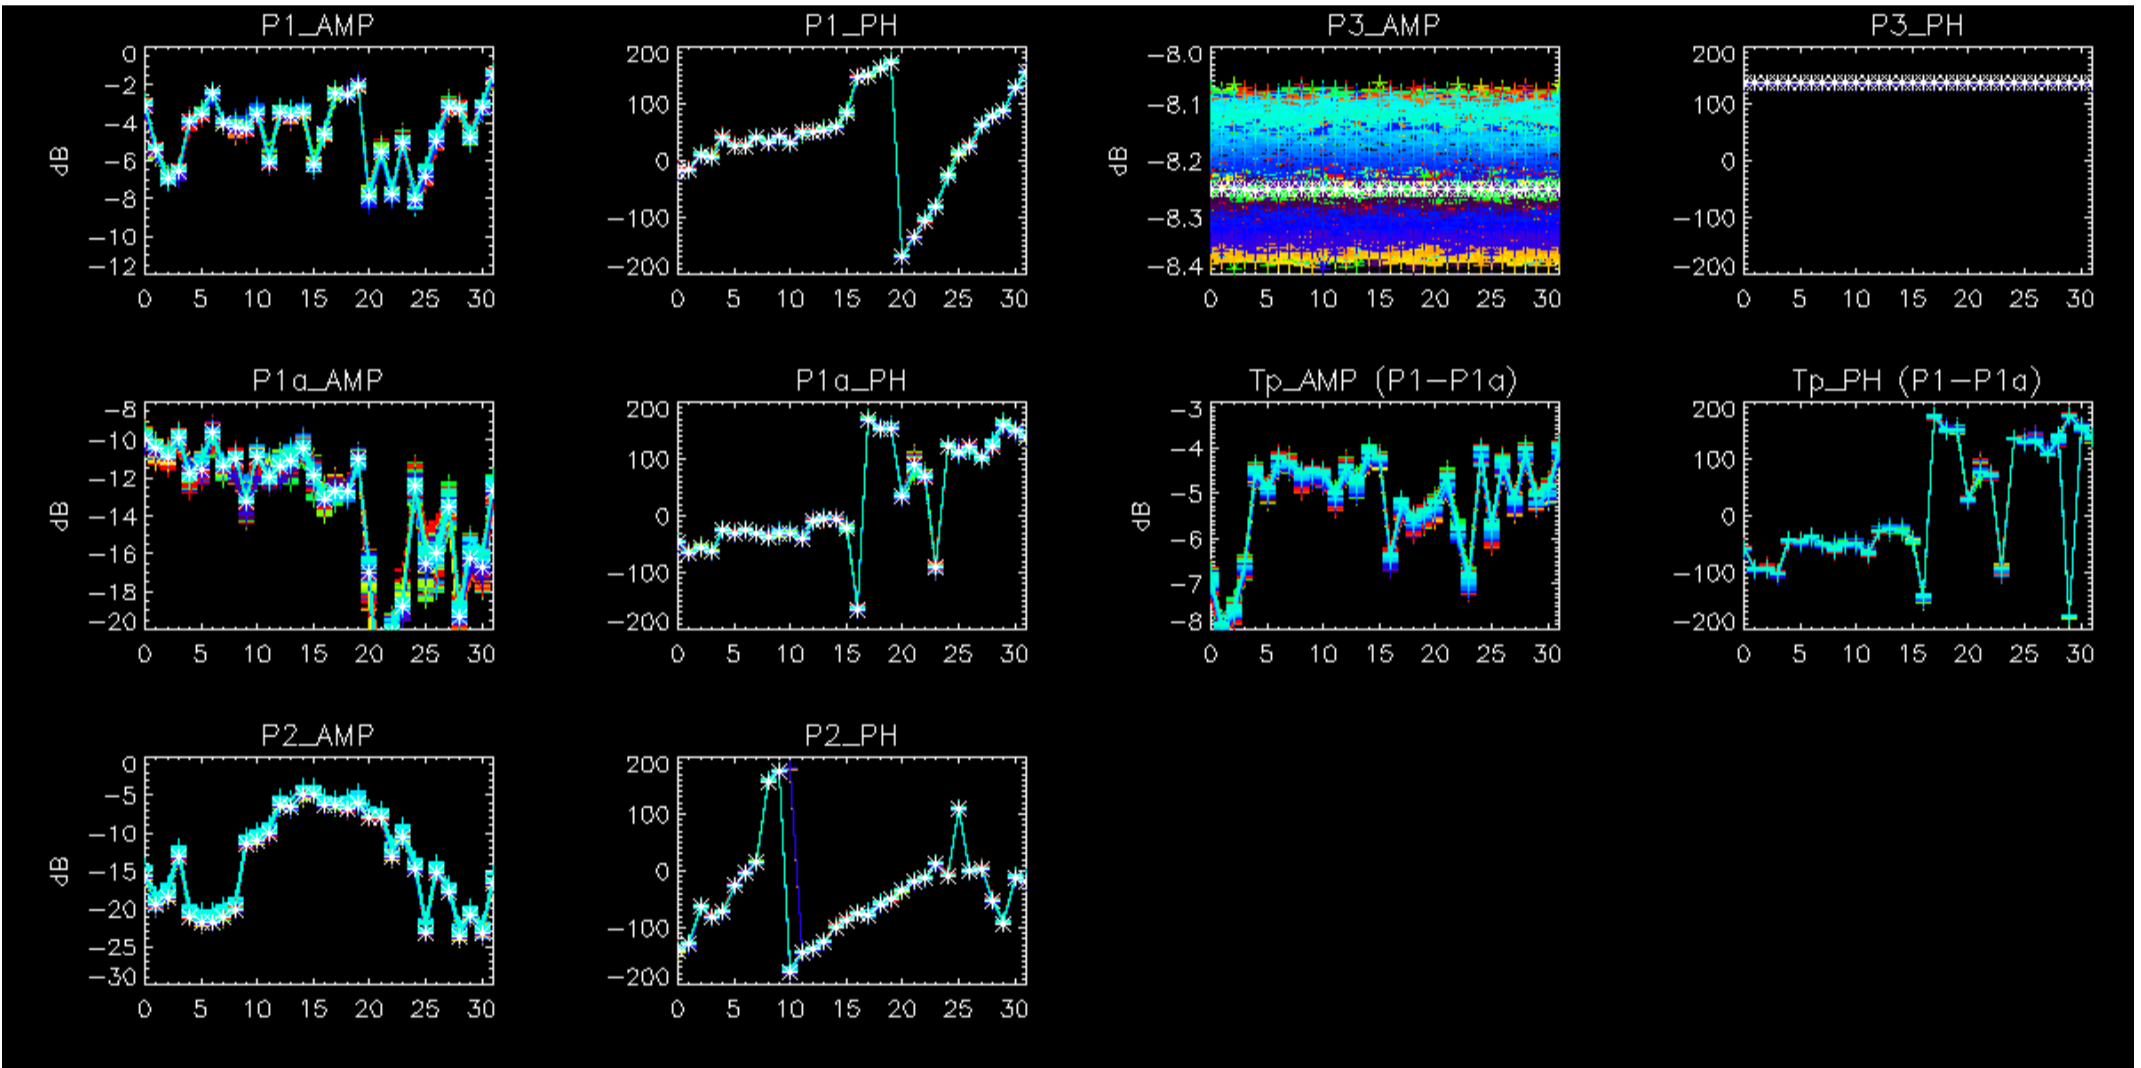 P1_AMP
P1_PH
P3_AMP
P3_PH
0
-2
-4
-6
-8
-10
-12
dB
0 5 10 15 20 25 30
200
100
0
-100
-200
0 5 10 15 20 25 30
-8.0
-8.1
-8.2
-8.3
-8.4
dB
0 5 10 15 20 25 30
200
100
0
-100
-200
0 5 10 15 20 25 30
P1a_AMP
P1a_PH
Tp_AMP (P1-P1a)
Tp_PH (P1-P1a)
-8
-10
-12
-14
-16
-18
-20
dB
0 5 10 15 20 25 30
200
100
0
-100
-200
0 5 10 15 20 25 30
-3
-4
-5
-6
-7
-8
dB
0 5 10 15 20 25 30
200
100
0
-100
-200
0 5 10 15 20 25 30
P2_AMP
P2_PH
0
-5
-10
-15
-20
-25
-30
dB
0 5 10 15 20 25 30
200
100
0
-100
-200
0 5 10 15 20 25 30